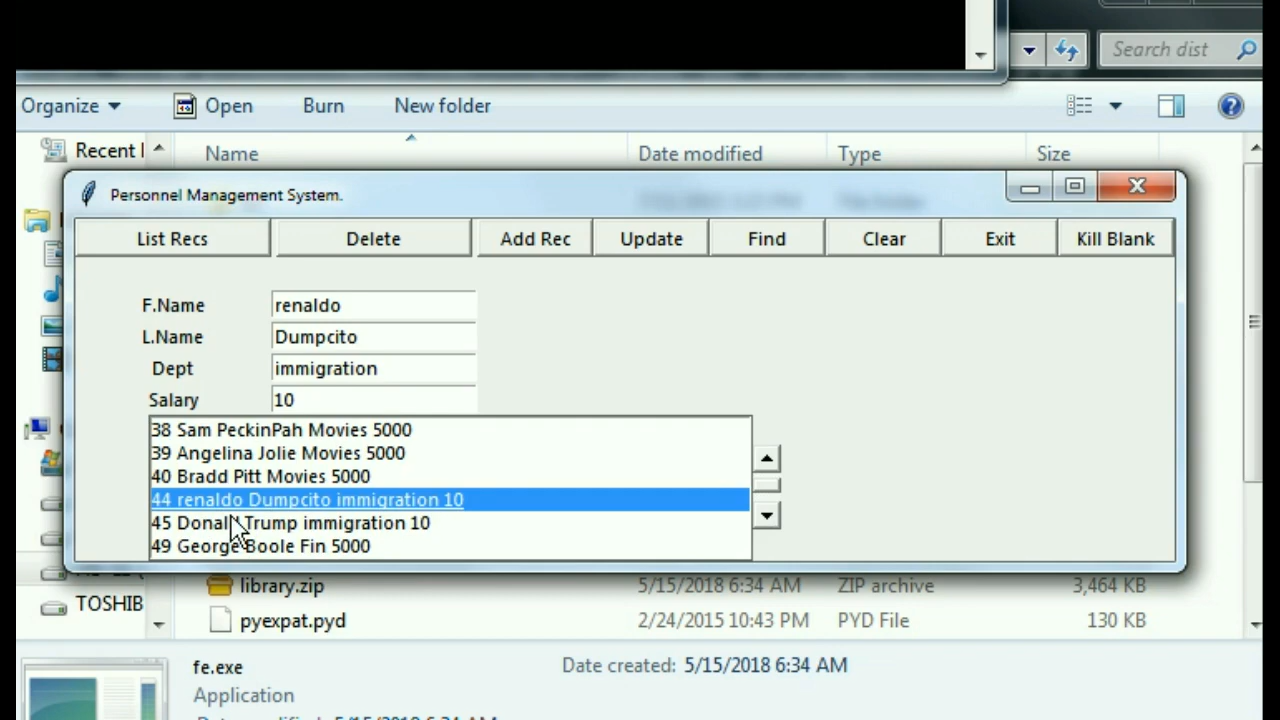 Search dist
Organize Open Burn New folder
Recent Name Date modified Type Size
Personnel Management System.
List Recs Delete Add Rec Update Find Clear Exit Kill Blank
F.Name renaldo
L.Name Dumpcito
Dept immigration
Salary 10
38 Sam PeckinPah Movies 5000
39 Angelina Jolie Movies 5000
40 Bradd Pitt Movies 5000
44 renaldo Dumpcito immigration 10
45 Donald Trump immigration 10
49 George Boole Fin 5000
library.zip 5/15/2018 6:34 AM ZIP archive 3,464 KB
TOSHIB pyexpat.pyd 2/24/2015 10:43 PM PYD File 130 KB
fe.exe Date created: 5/15/2018 6:34 AM
Application